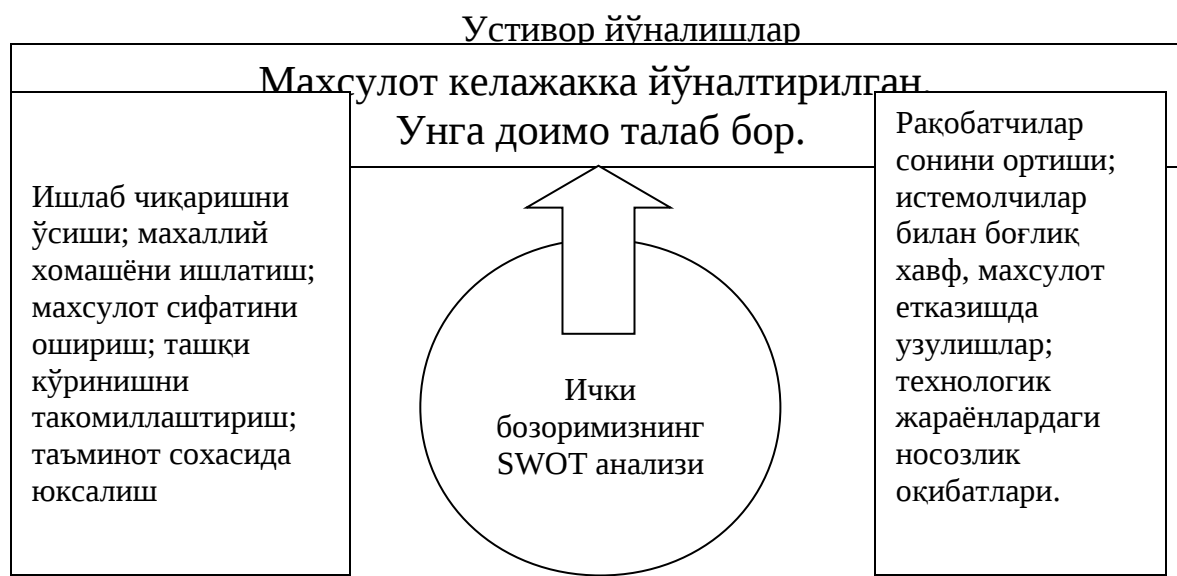 Устивор йўналишлар
Махсулот келажакка йўналтирилган.
Унга доимо талаб бор.
Ишлаб чиқаришни
ўсиши; махаллий
хомашёни ишлатиш;
махсулот сифатини
ошириш; ташқи
кўринишни
такомиллаштириш;
таъминот сохасида
юксалиш
Ички
бозоримизнинг
SWOT анализи
Рақобатчилар
сонини ортиши;
истемолчилар
билан боғлиқ
хавф, махсулот
етказишда
узулишлар;
технологик
жараёнлардаги
носозлик
оқибатлари.